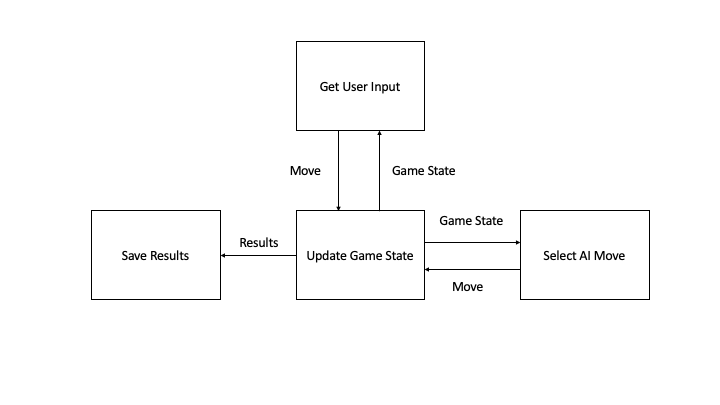 Get User Input
Move
Game State
Game State
Save Results
Results
Update Game State
Select AI Move
Move